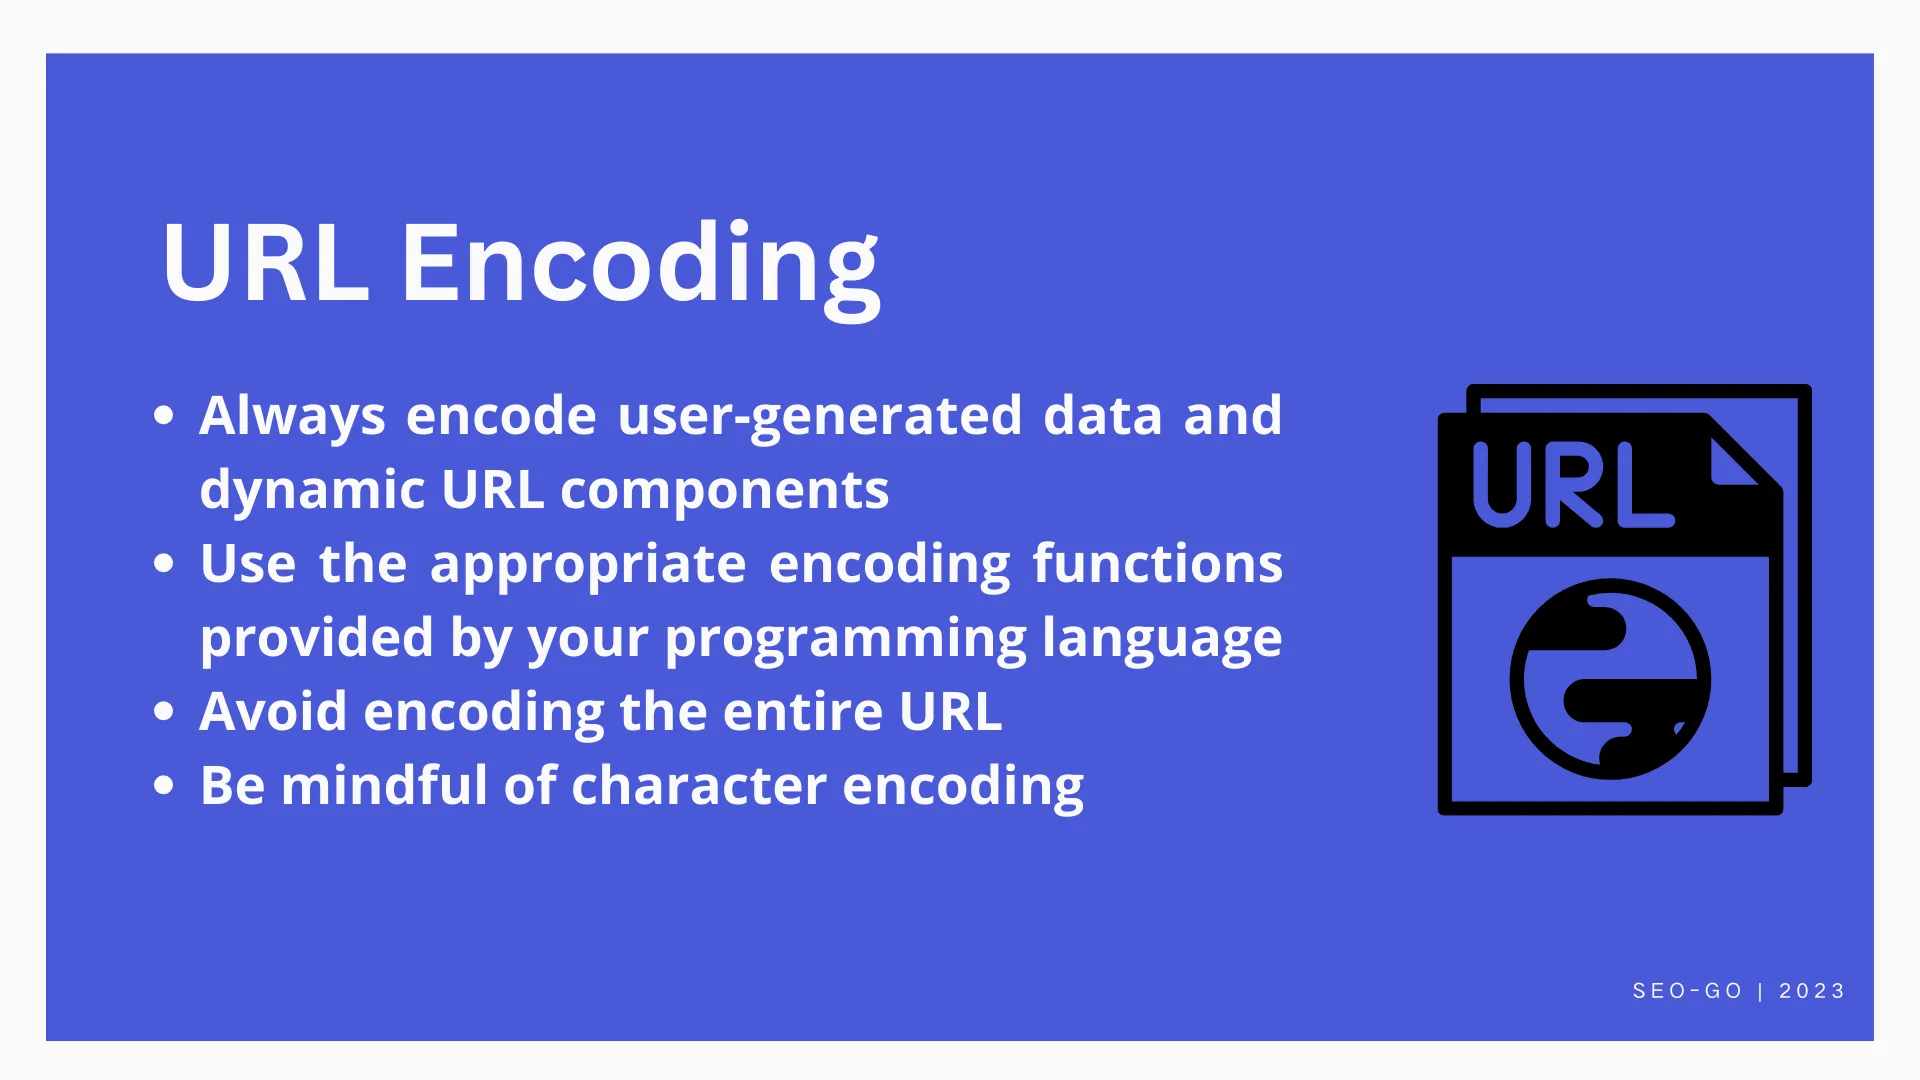 URL Encoding
• Always encode user-generated data and
dynamic URL components
• Use the appropriate encoding functions
provided by your programming language
• Avoid encoding the entire URL
• Be mindful of character encoding
URL
SEO-GO | 2023